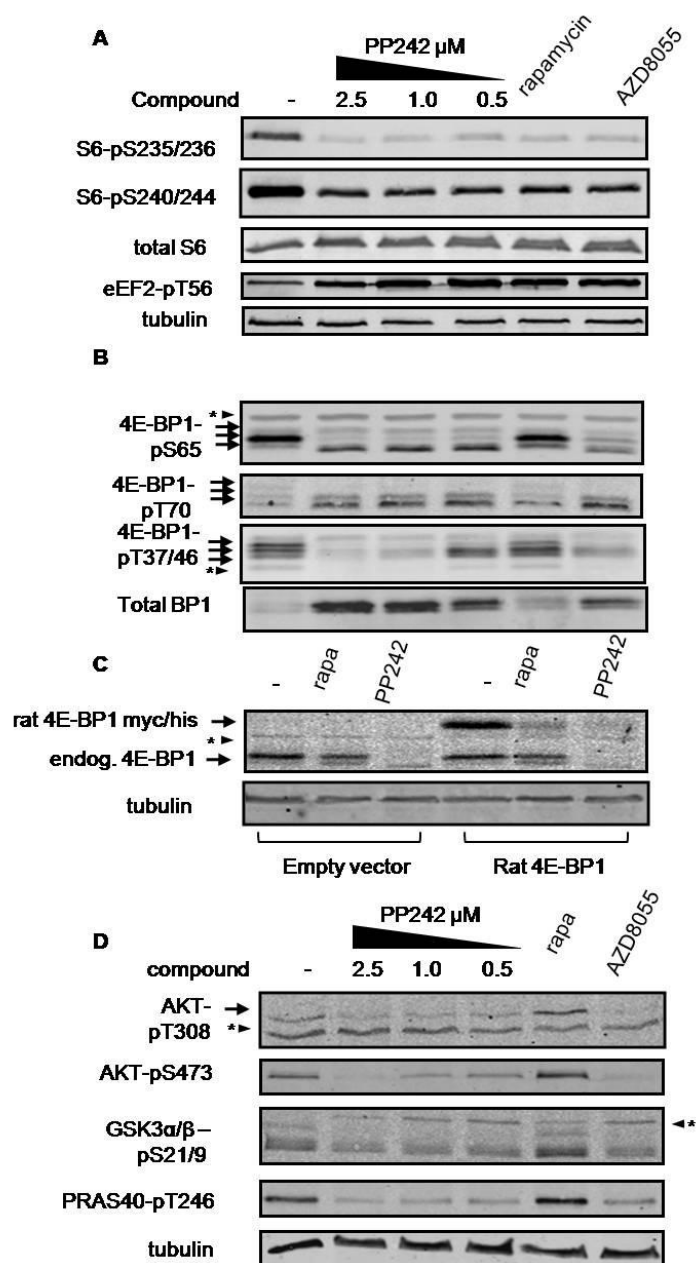 A
PP242 µM
rapamycin
AZD8055
Compound - 2.5 1.0 0.5
S6-pS235/236
S6-pS240/244
total S6
eEF2-pT56
tubulin
B
*
4E-BP1-
pS65
4E-BP1-
pT70
4E-BP1-
pT37/46
*
Total BP1
C
- rapa PP242 - rapa PP242
rat 4E-BP1 myc/his
*
endog. 4E-BP1
tubulin
Empty vector Rat 4E-BP1
D
PP242 µM
rapa
AZD8055
compound - 2.5 1.0 0.5
AKT-
pT308
*
AKT-pS473
GSK3α/β–
pS21/9
*
PRAS40-pT246
tubulin